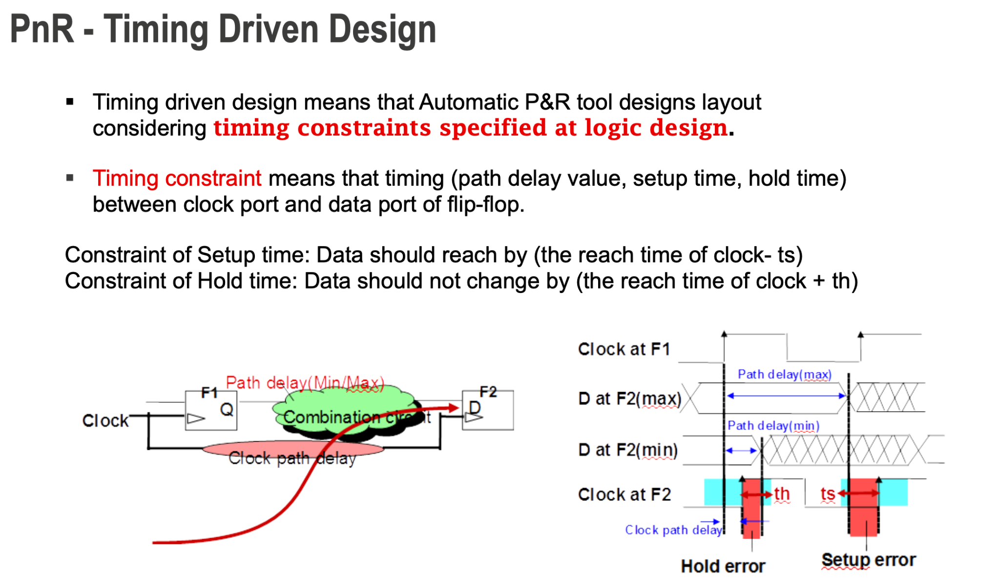 PnR - Timing Driven Design
▪ Timing driven design means that Automatic P&R tool designs layout
considering timing constraints specified at logic design.
▪ Timing constraint means that timing (path delay value, setup time, hold time)
between clock port and data port of flip-flop.
Constraint of Setup time: Data should reach by (the reach time of clock- ts)
Constraint of Hold time: Data should not change by (the reach time of clock + th)
Path delay(Min/Max)
F1
F2
Q
D
Clock
Combination circuit
Clock path delay
Clock at F1
Path delay(max)
D at F2(max)
Path delay(min)
D at F2(min)
Clock at F2
th
ts
Clock path delay
Hold error
Setup error